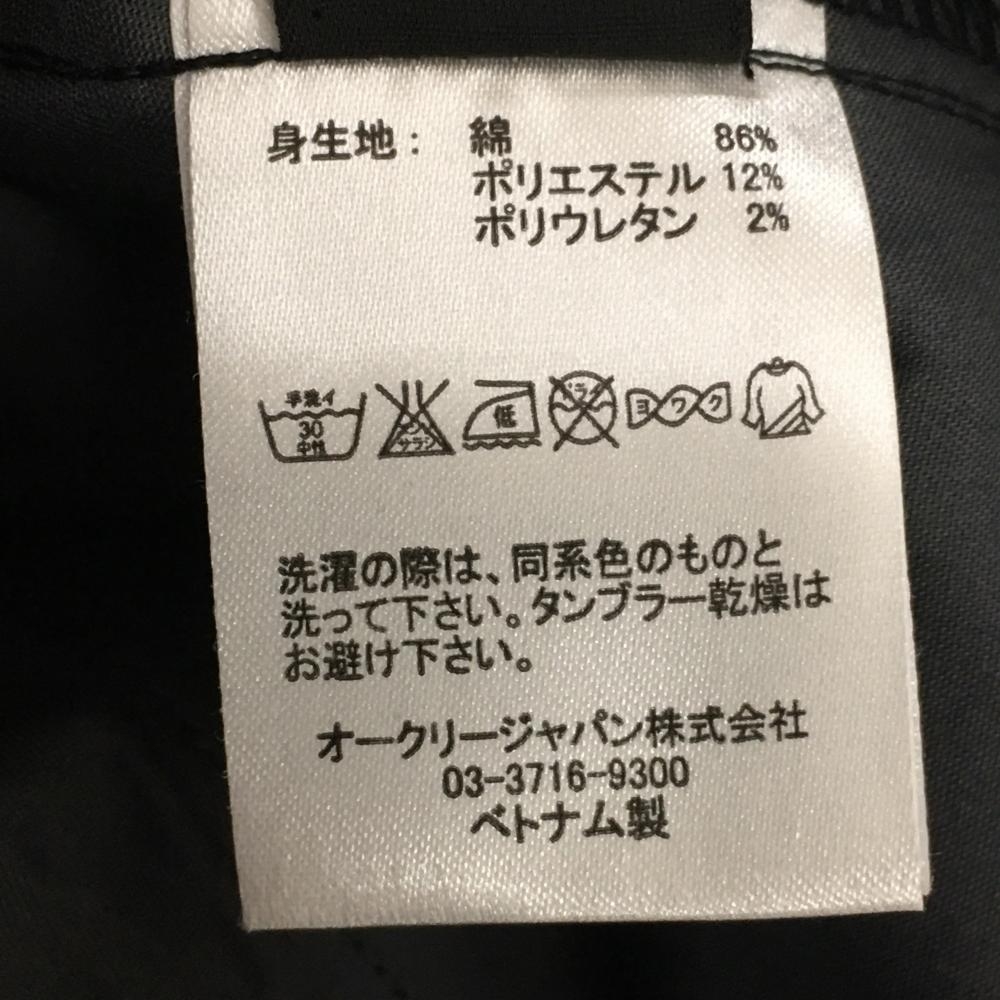 身生地： 綿 86%
ポリエステル 12%
ポリウレタン 2%
手洗イ
30
中性
エンソ
サラシ
低
ドライ
ヨワク
洗濯の際は、同系色のものと
洗って下さい。タンブラー乾燥は
お避け下さい。
オークリージャパン株式会社
03-3716-9300
ベトナム製